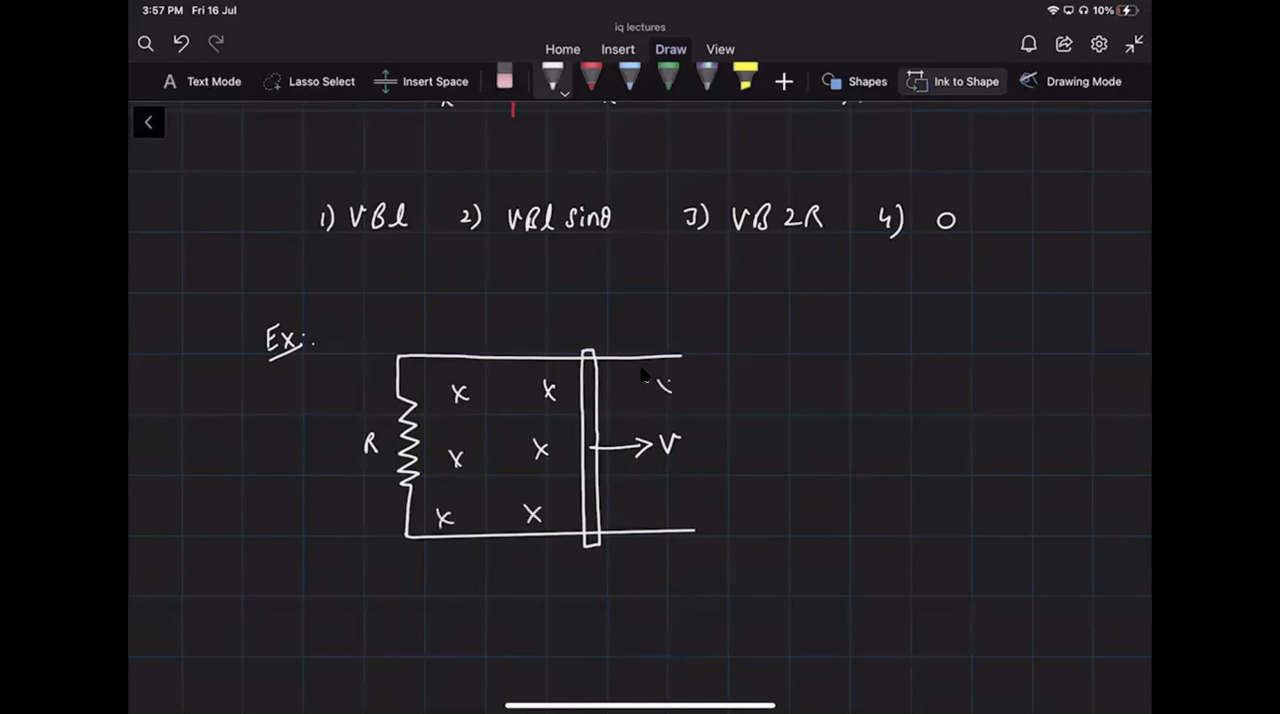 3:57 PM Fri 16 Jul
10%
iq lectures
Home Insert Draw View
Text Mode Lasso Select Insert Space Shapes Ink to Shape Drawing Mode
1) VBl 2) VBl sinθ 3) VB 2R 4) 0
Ex:.
x x
R x x → V
x x